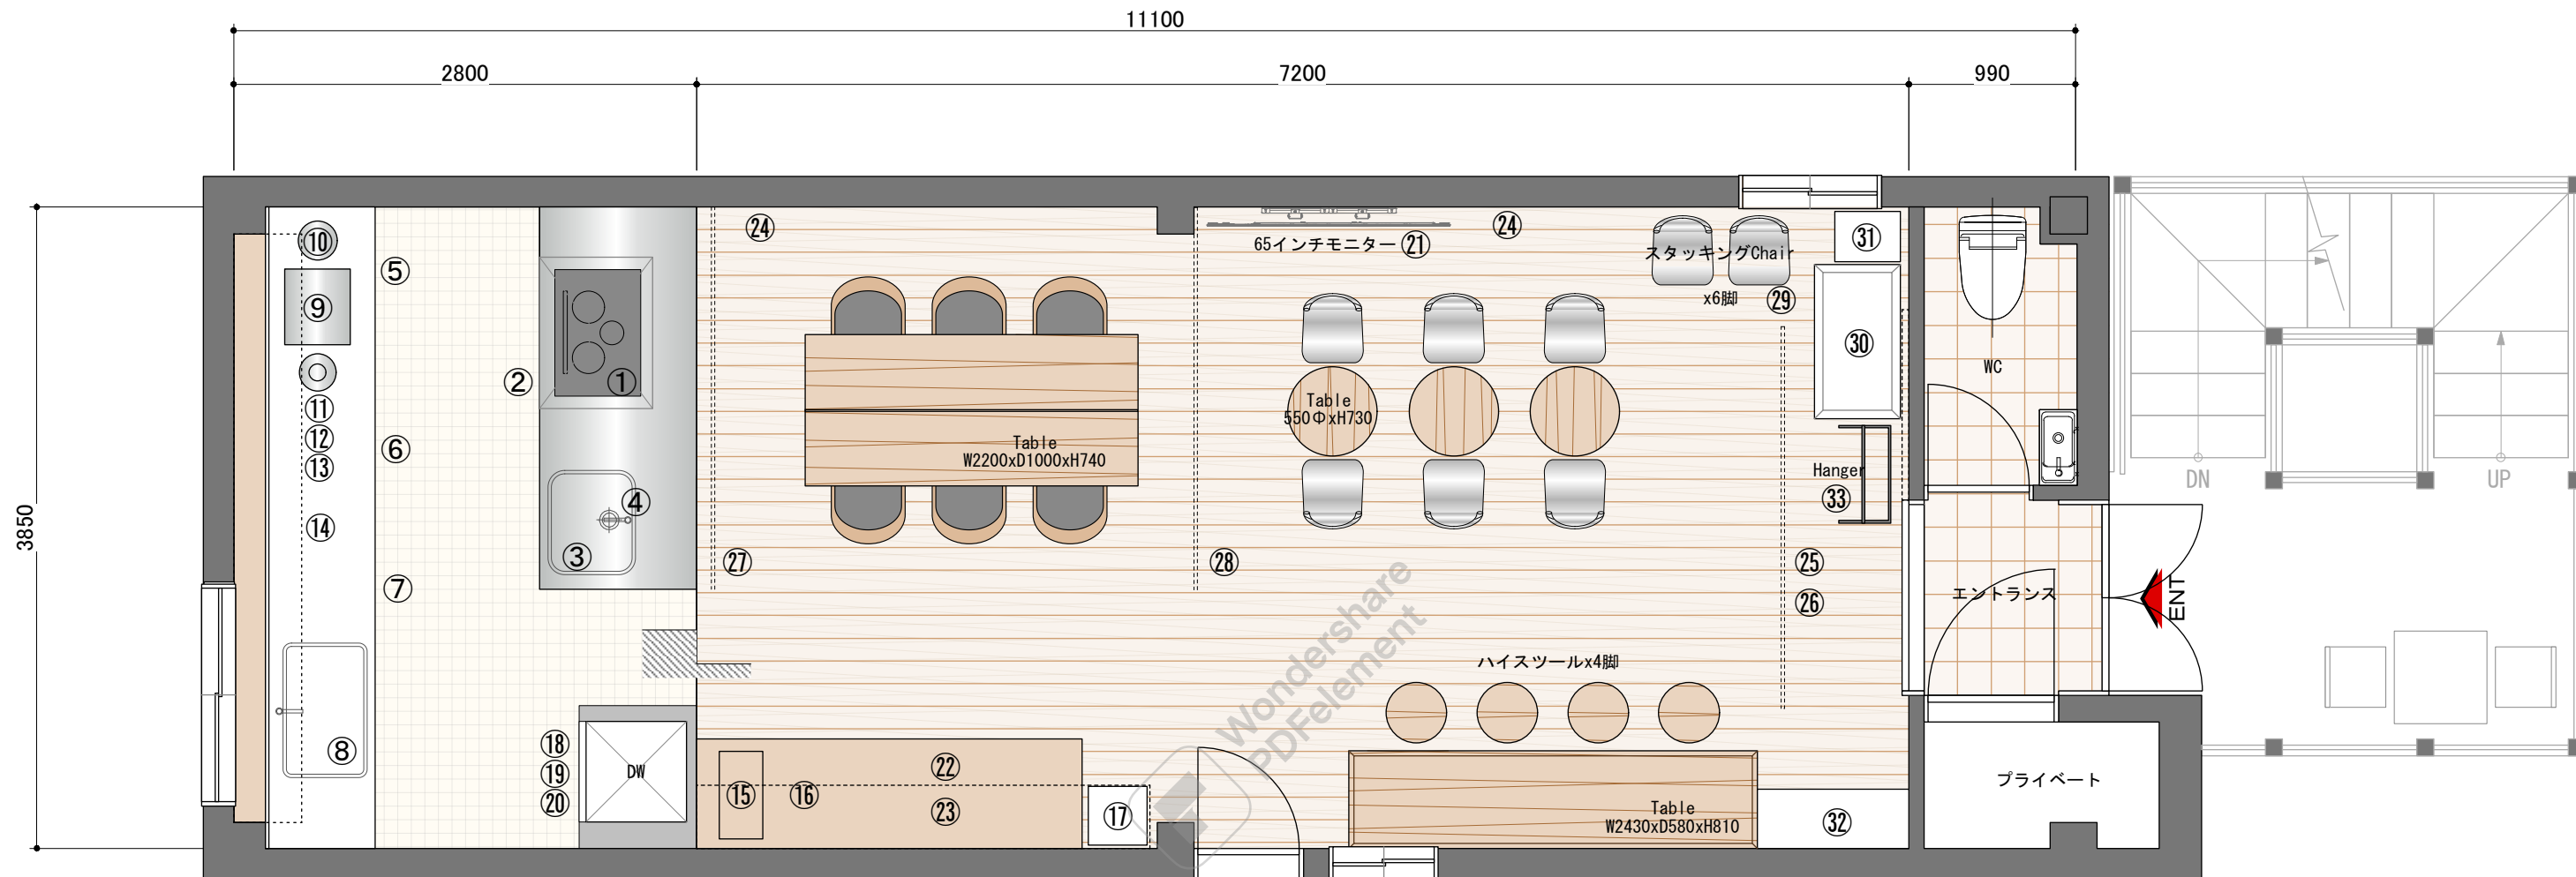 11100
2800
7200
990
3850
⑩
⑨
⑪
⑫
⑬
⑭
⑧
⑤
⑥
⑦
②
①
④
③
⑱
⑲
⑳
DW
㉔
㉗
Table
W2200xD1000xH740
⑮
⑯
㉒
㉓
⑰
65インチモニター ㉑
㉔
㉘
Table
550ΦxH730
スタッキングChair
x6脚
㉙
㉛
㉚
Hanger
㉝
㉕
㉖
ハイスツールx4脚
Table
W2430xD580xH810
㉜
WC
エントランス
プライベート
ENT
DN
UP
Wondershare
PDFelement